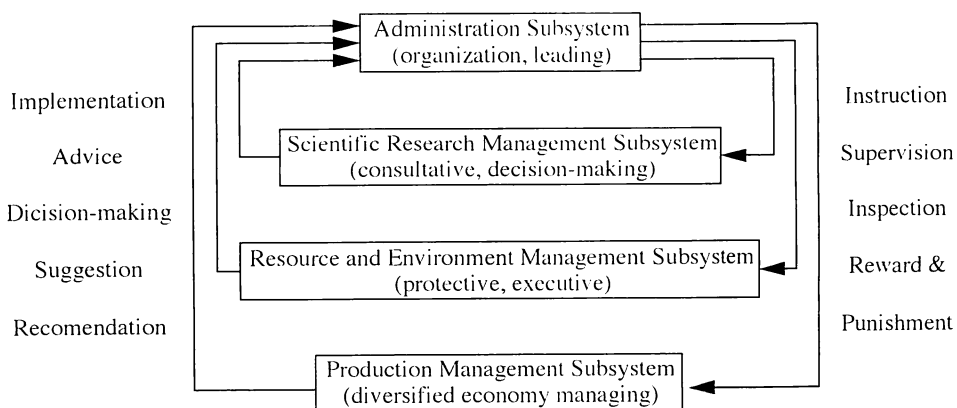 Administration Subsystem
(organization, leading)
Implementation
Advice
Dicision-making
Suggestion
Recomendation
Scientific Research Management Subsystem
(consultative, decision-making)
Resource and Environment Management Subsystem
(protective, executive)
Production Management Subsystem
(diversified economy managing)
Instruction
Supervision
Inspection
Reward &
Punishment